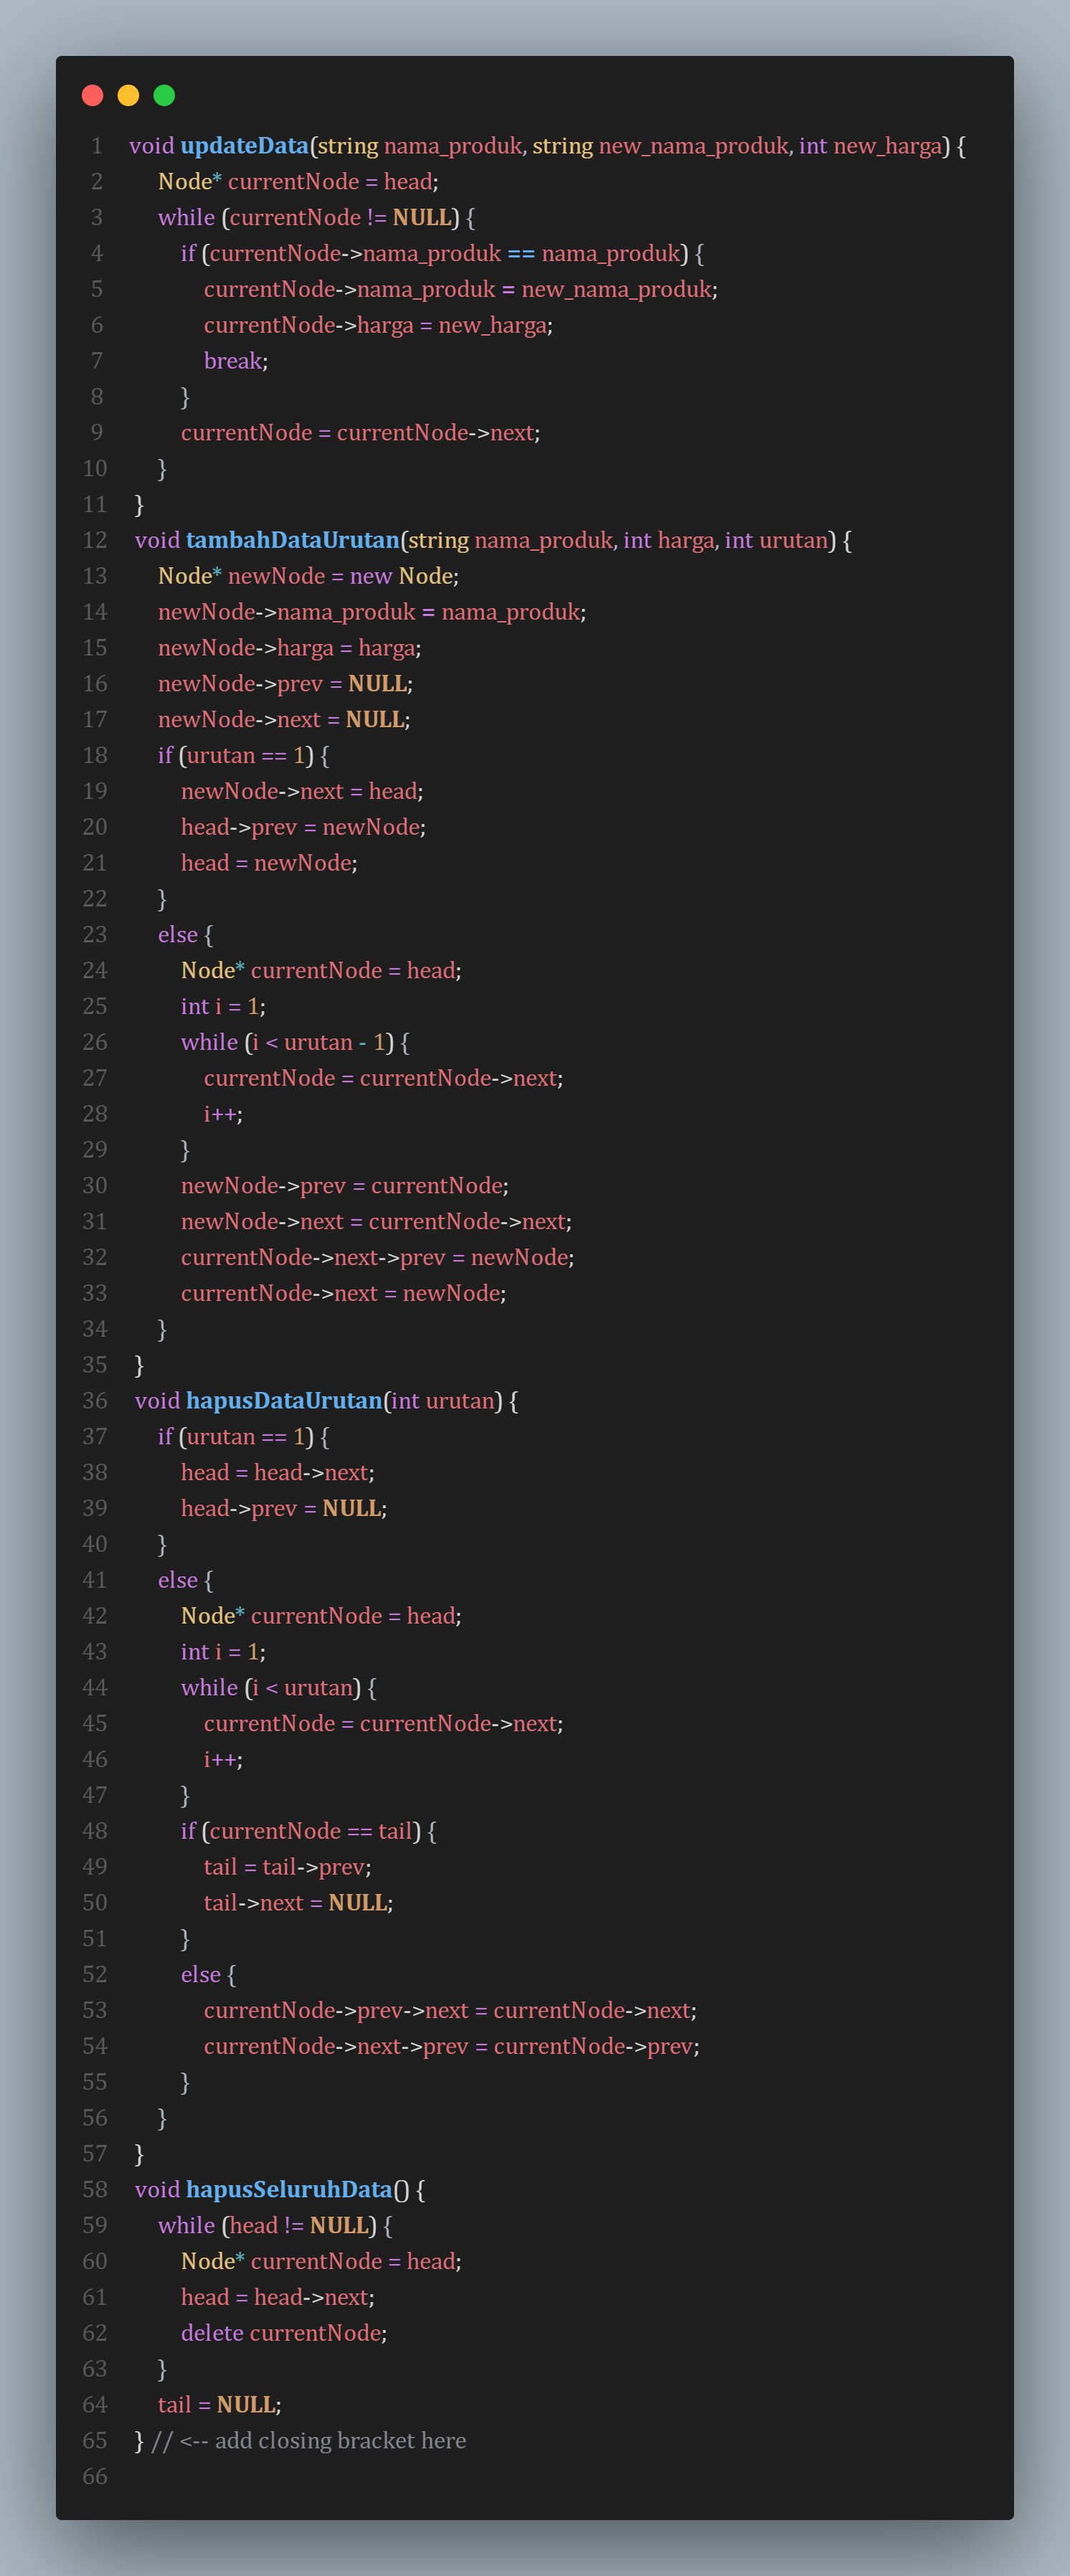 1 void updateData(string nama_produk, string new_nama_produk, int new_harga) {
2 Node* currentNode = head;
3 while (currentNode != NULL) {
4 if (currentNode->nama_produk == nama_produk) {
5 currentNode->nama_produk = new_nama_produk;
6 currentNode->harga = new_harga;
7 break;
8 }
9 currentNode = currentNode->next;
10 }
11 }
12 void tambahDataUrutan(string nama_produk, int harga, int urutan) {
13 Node* newNode = new Node;
14 newNode->nama_produk = nama_produk;
15 newNode->harga = harga;
16 newNode->prev = NULL;
17 newNode->next = NULL;
18 if (urutan == 1) {
19 newNode->next = head;
20 head->prev = newNode;
21 head = newNode;
22 }
23 else {
24 Node* currentNode = head;
25 int i = 1;
26 while (i < urutan - 1) {
27 currentNode = currentNode->next;
28 i++;
29 }
30 newNode->prev = currentNode;
31 newNode->next = currentNode->next;
32 currentNode->next->prev = newNode;
33 currentNode->next = newNode;
34 }
35 }
36 void hapusDataUrutan(int urutan) {
37 if (urutan == 1) {
38 head = head->next;
39 head->prev = NULL;
40 }
41 else {
42 Node* currentNode = head;
43 int i = 1;
44 while (i < urutan) {
45 currentNode = currentNode->next;
46 i++;
47 }
48 if (currentNode == tail) {
49 tail = tail->prev;
50 tail->next = NULL;
51 }
52 else {
53 currentNode->prev->next = currentNode->next;
54 currentNode->next->prev = currentNode->prev;
55 }
56 }
57 }
58 void hapusSeluruhData() {
59 while (head != NULL) {
60 Node* currentNode = head;
61 head = head->next;
62 delete currentNode;
63 }
64 tail = NULL;
65 } // <-- add closing bracket here
66